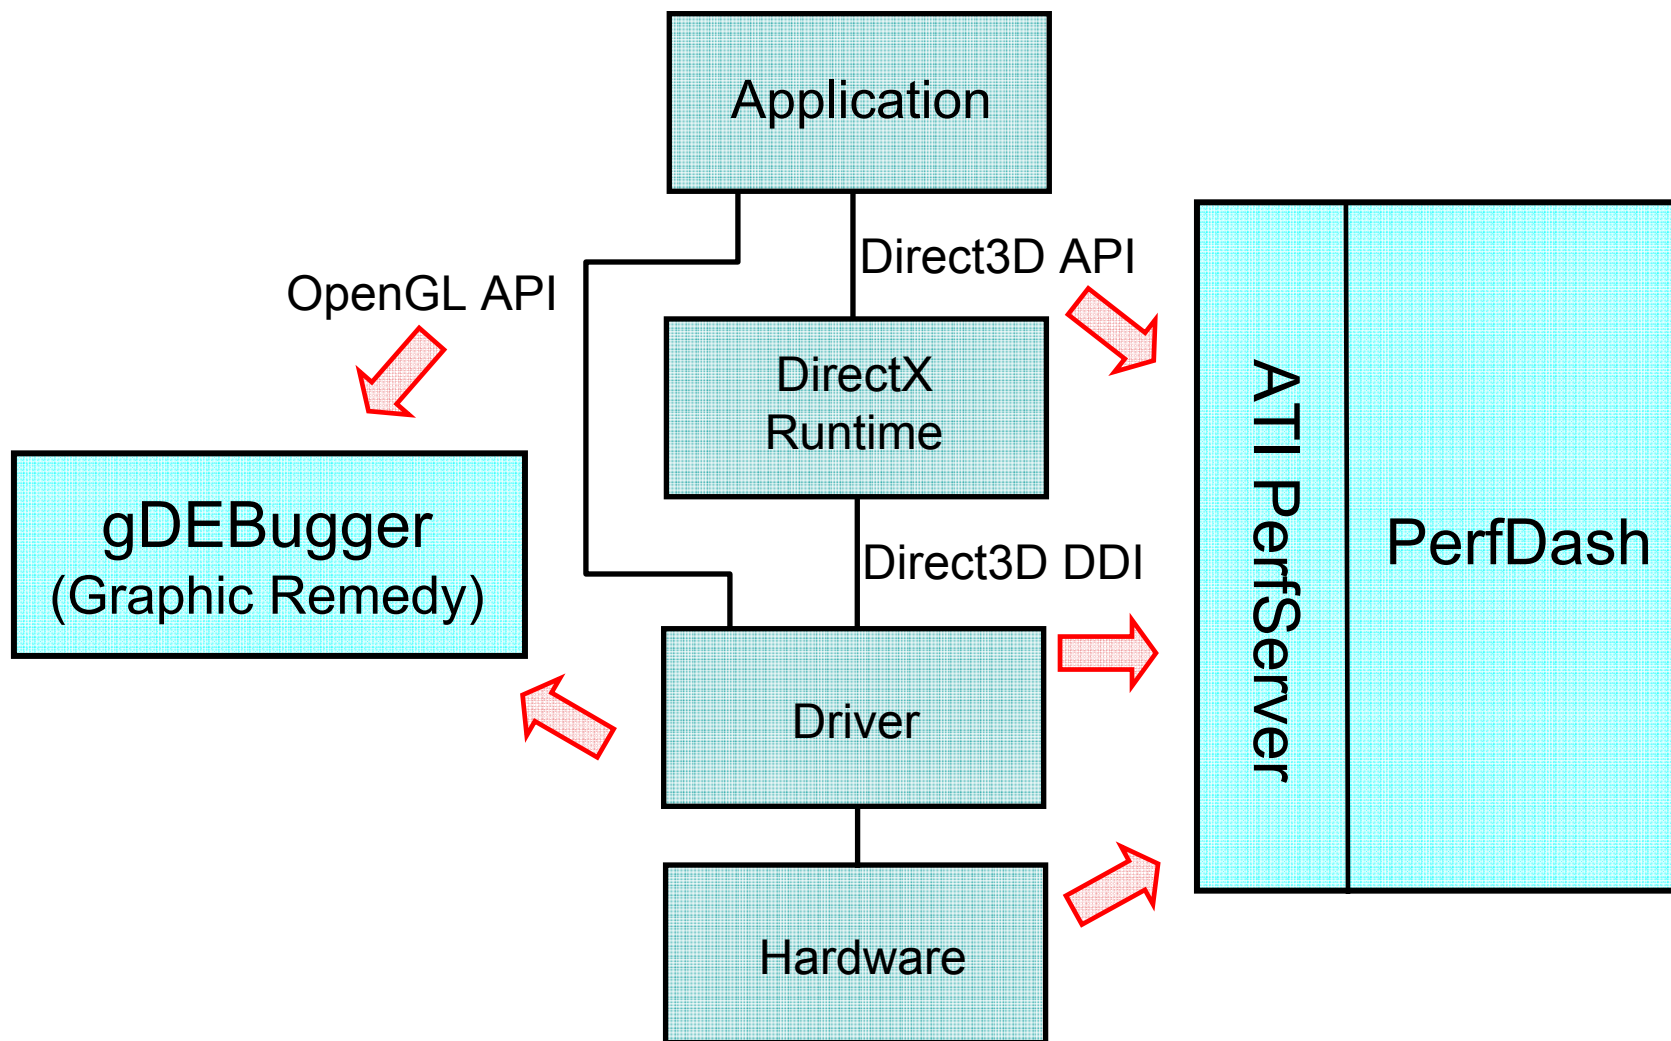 Application
Direct3D API
OpenGL API
DirectX
Runtime
gDEBugger
(Graphic Remedy)
Direct3D DDI
Driver
Hardware
ATI PerfServer
PerfDash